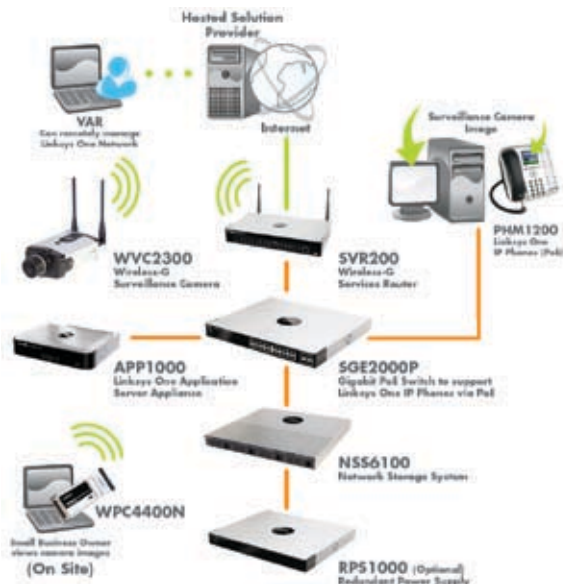 Hosted Solution
Provider
VAR
Can remotely manage
Linksys One Network
Internet
Surveillance Camera
Image
PHM1200
Linksys One
IP Phones (PoE)
WVC2300
Wireless-G
Surveillance Camera
SVR200
Wireless-G
Services Router
APP1000
Linksys One Application
Server Appliance
SGE2000P
Gigabit PoE Switch to support
Linksys One IP Phones via PoE
NSS6100
Network Storage System
WPC4400N
Small Business Owner
views camera images
(On Site)
RPS1000 (Optional)
Redundant Power Supply